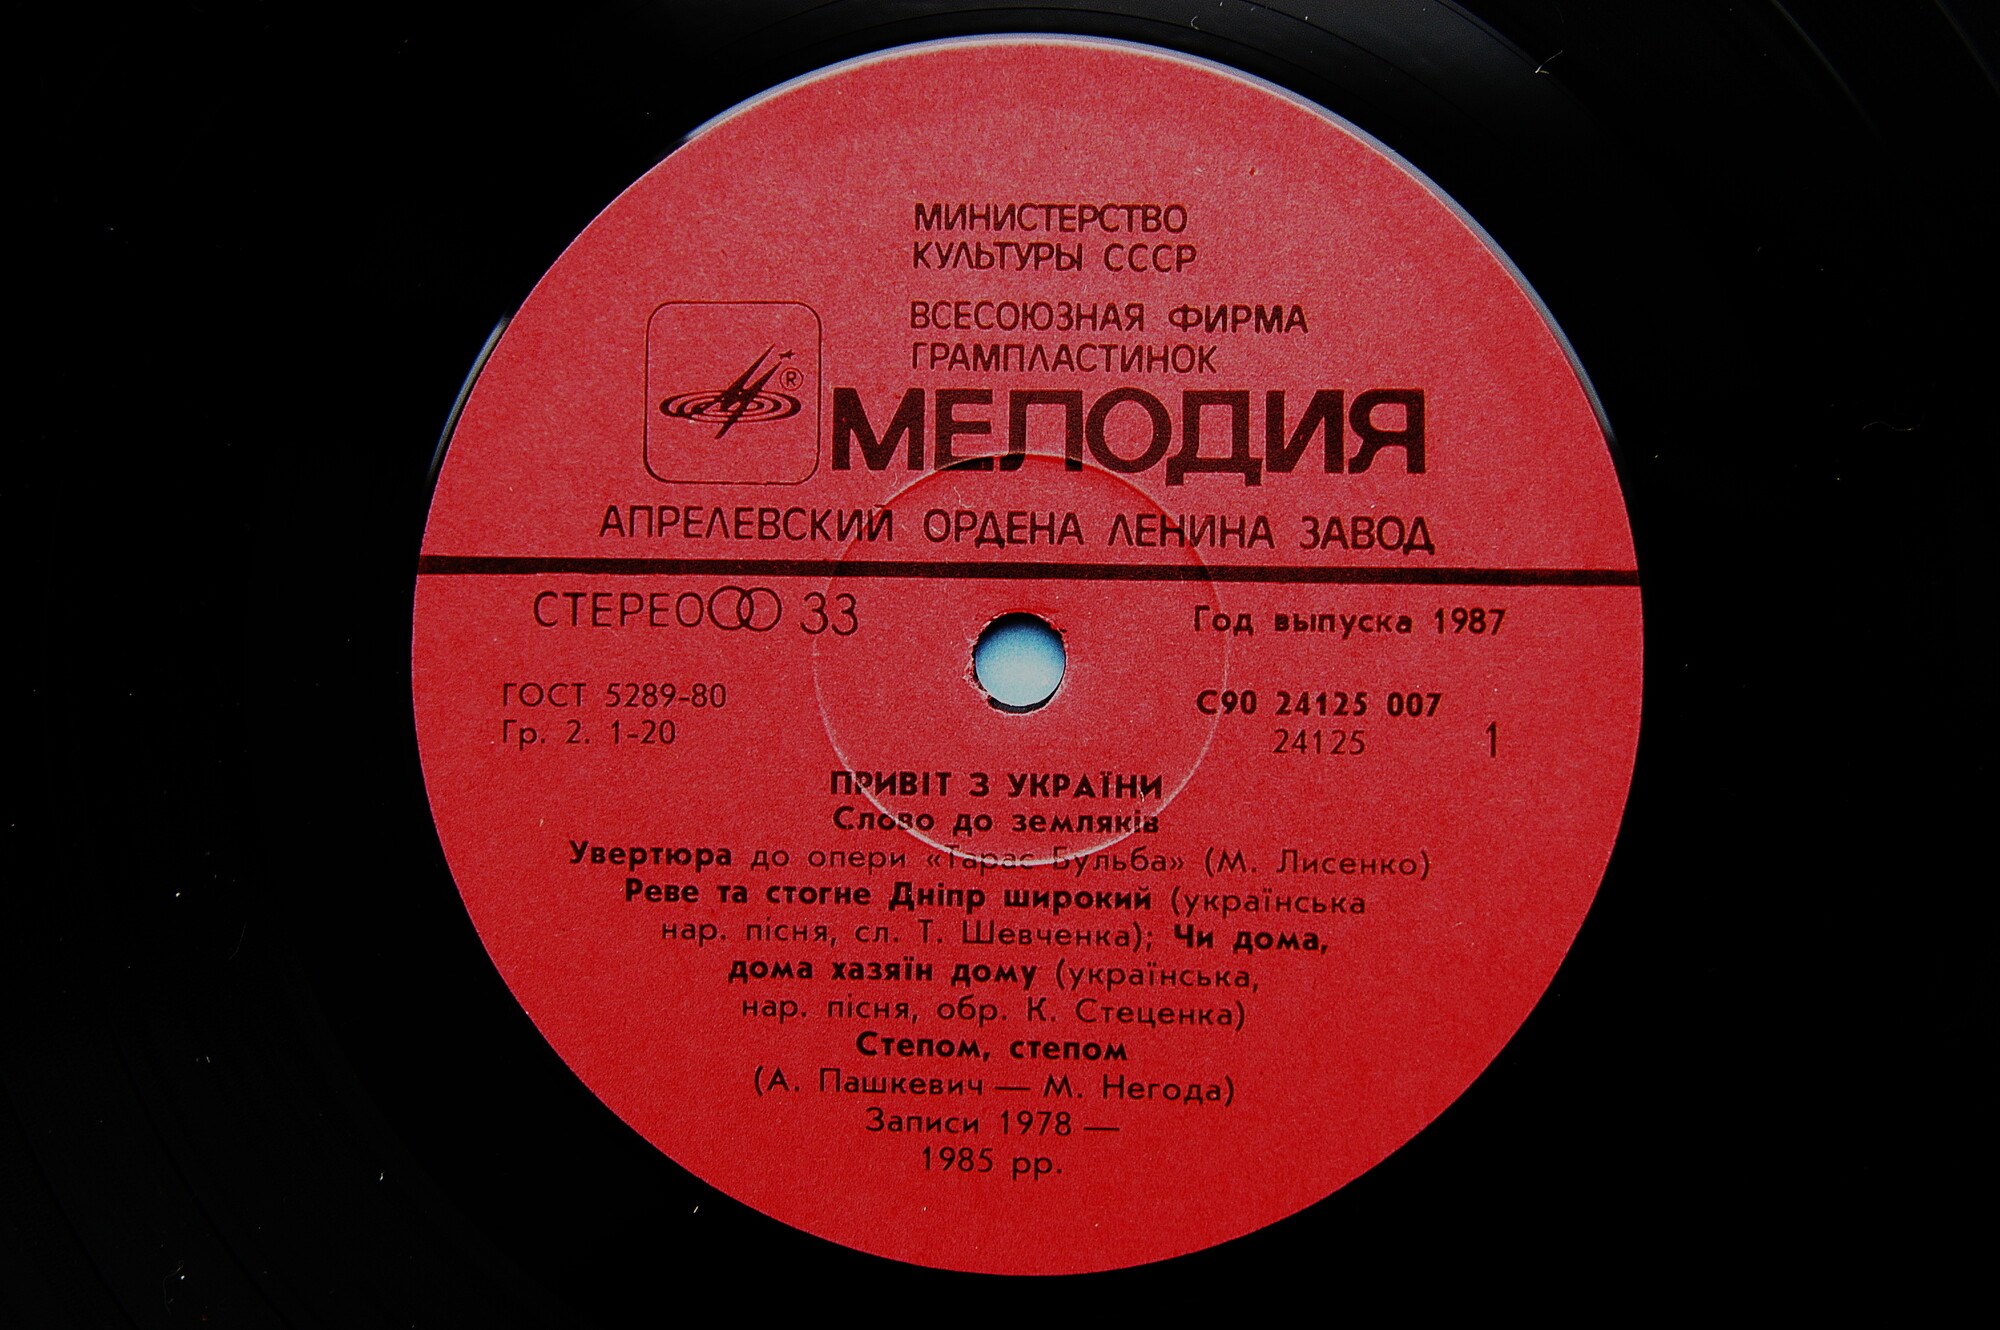 МИНИСТЕРСТВО
КУЛЬТУРЫ СССР
ВСЕСОЮЗНАЯ ФИРМА
ГРАМПЛАСТИНОК
®
МЕЛОДИЯ
АПРЕЛЕВСКИЙ ОРДЕНА ЛЕНИНА ЗАВОД
СТЕРЕО 33
Год выпуска 1987
ГОСТ 5289-80
Гр. 2. 1-20
С90 24125 007
24125 1
ПРИВІТ З УКРАЇНИ
Слово до земляків
Увертюра до опери «Тарас Бульба» (М. Лисенко)
Реве та стогне Дніпр широкий (українська
нар. пісня, сл. Т. Шевченка); Чи дома,
дома хазяїн дому (українська,
нар. пісня, обр. К. Стеценка)
Степом, степом
(А. Пашкевич — М. Негода)
Записи 1978 —
1985 рр.